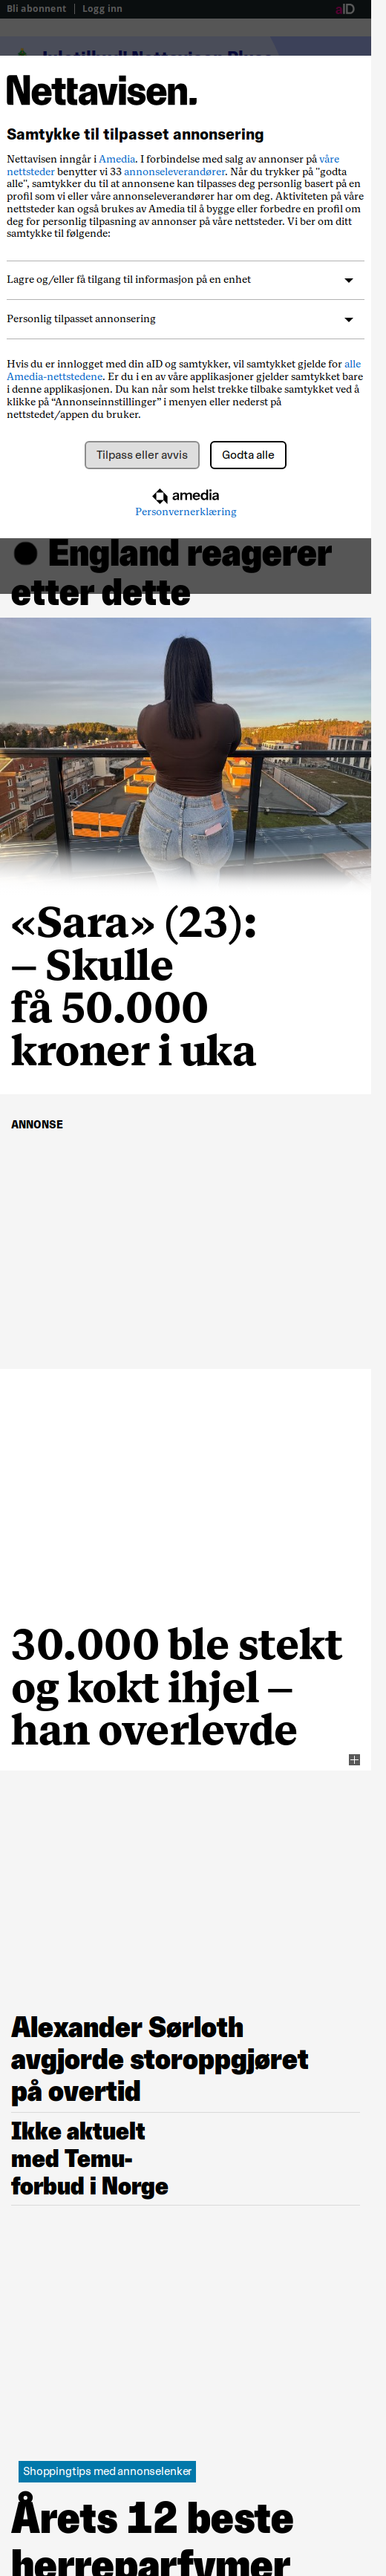 Bli abonnent | Logg inn
aID
Nettavisen.
Samtykke til tilpasset annonsering
Nettavisen inngår i Amedia. I forbindelse med salg av annonser på våre
nettsteder benytter vi 33 annonseleverandører. Når du trykker på "godta
alle", samtykker du til at annonsene kan tilpasses deg personlig basert på en
profil som vi eller våre annonseleverandører har om deg. Aktiviteten på våre
nettsteder kan også brukes av Amedia til å bygge eller forbedre en profil om
deg for personlig tilpasning av annonser på våre nettsteder. Vi ber om ditt
samtykke til følgende:
Lagre og/eller få tilgang til informasjon på en enhet
Personlig tilpasset annonsering
Hvis du er innlogget med din aID og samtykker, vil samtykket gjelde for alle
Amedia-nettstedene. Er du i en av våre applikasjoner gjelder samtykket bare
i denne applikasjonen. Du kan når som helst trekke tilbake samtykket ved å
klikke på “Annonseinnstillinger” i menyen eller nederst på
nettstedet/appen du bruker.
Tilpass eller avvis
Godta alle
amedia
Personvernerklæring
England reagerer
etter dette
«Sara» (23):
– Skulle
få 50.000
kroner i uka
ANNONSE
30.000 ble stekt
og kokt ihjel –
han overlevde
Alexander Sørloth
avgjorde storoppgjøret
på overtid
Ikke aktuelt
med Temu-
forbud i Norge
Shoppingtips med annonselenker
Årets 12 beste
herreparfymer